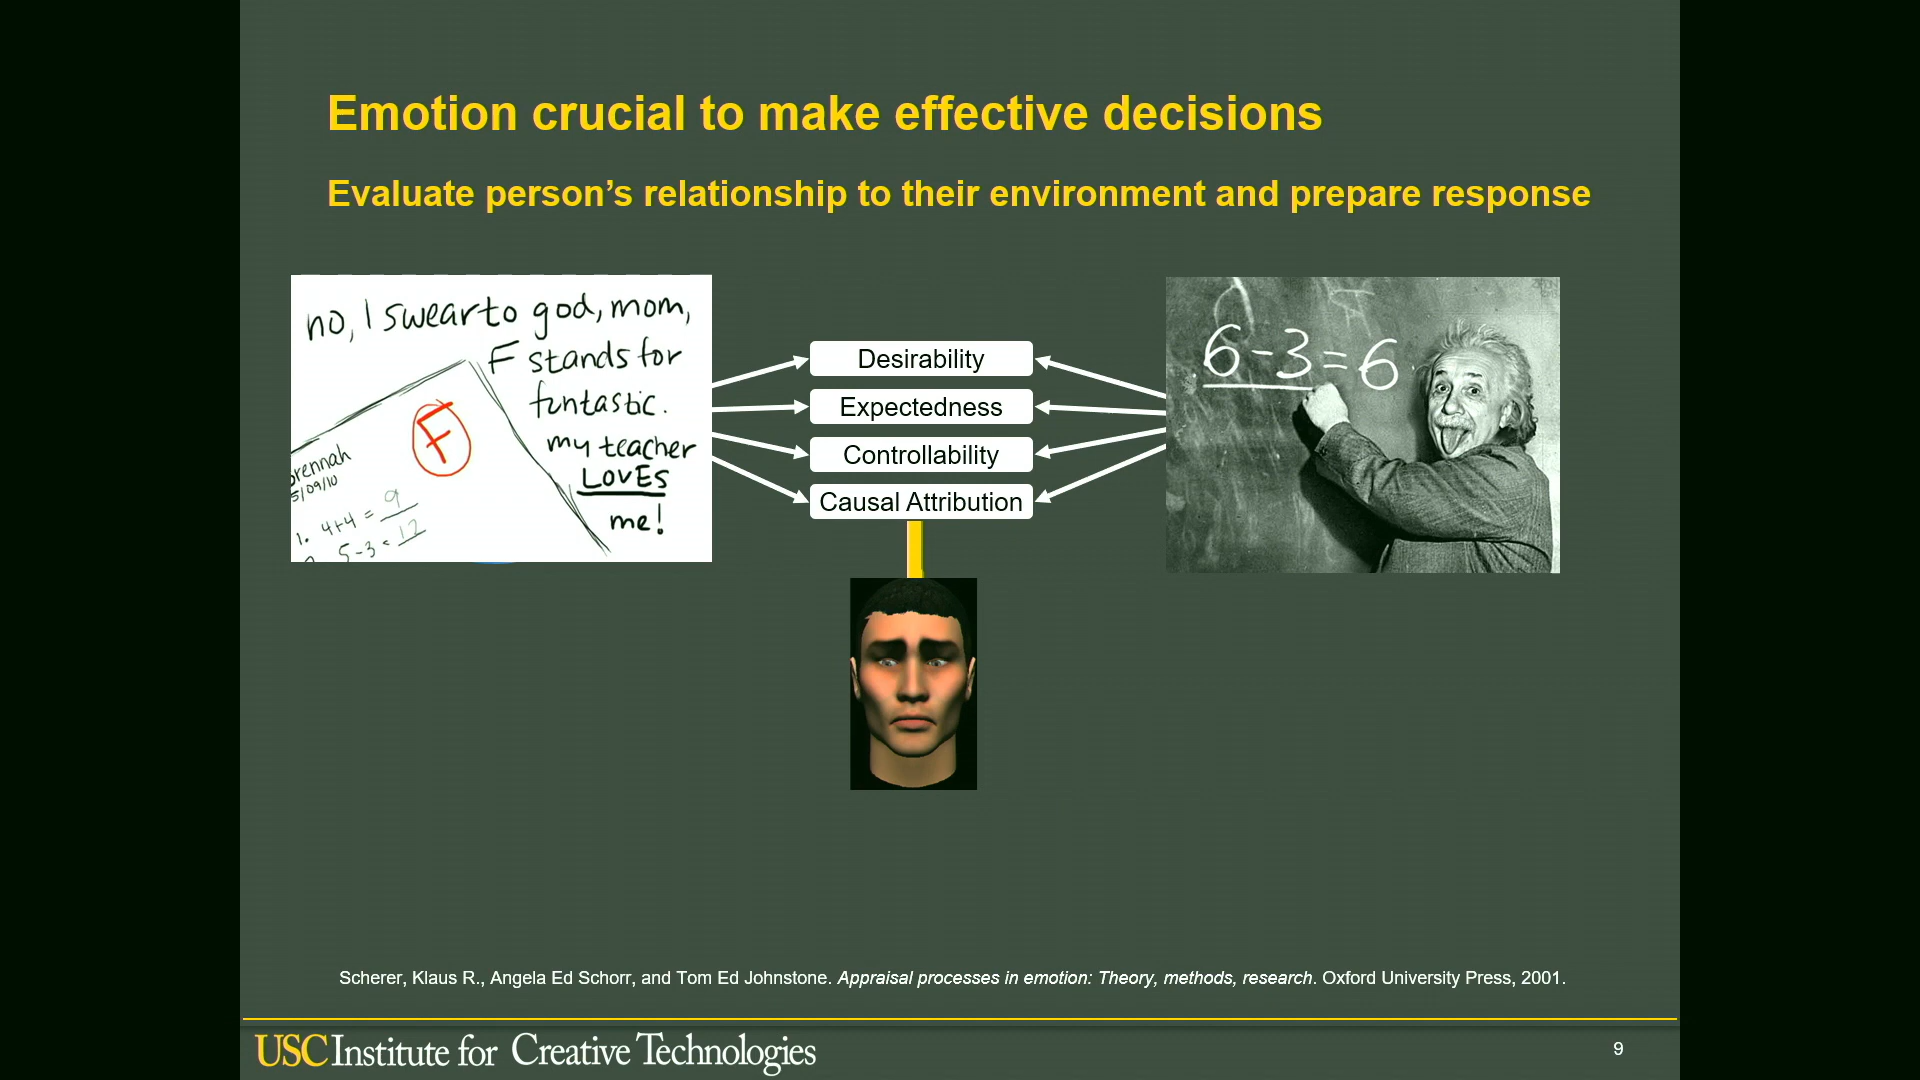 Emotion crucial to make effective decisions
Evaluate person’s relationship to their environment and prepare response
no, I swear to god, mom,
F stands for
funtastic.
my teacher
LOVES
me!
F
brennah
5/09/10
1. 4+4 = 9
5-3 = 12
Desirability
Expectedness
Controllability
Causal Attribution
6-3=6
Scherer, Klaus R., Angela Ed Schorr, and Tom Ed Johnstone. Appraisal processes in emotion: Theory, methods, research. Oxford University Press, 2001.
USC Institute for Creative Technologies
9